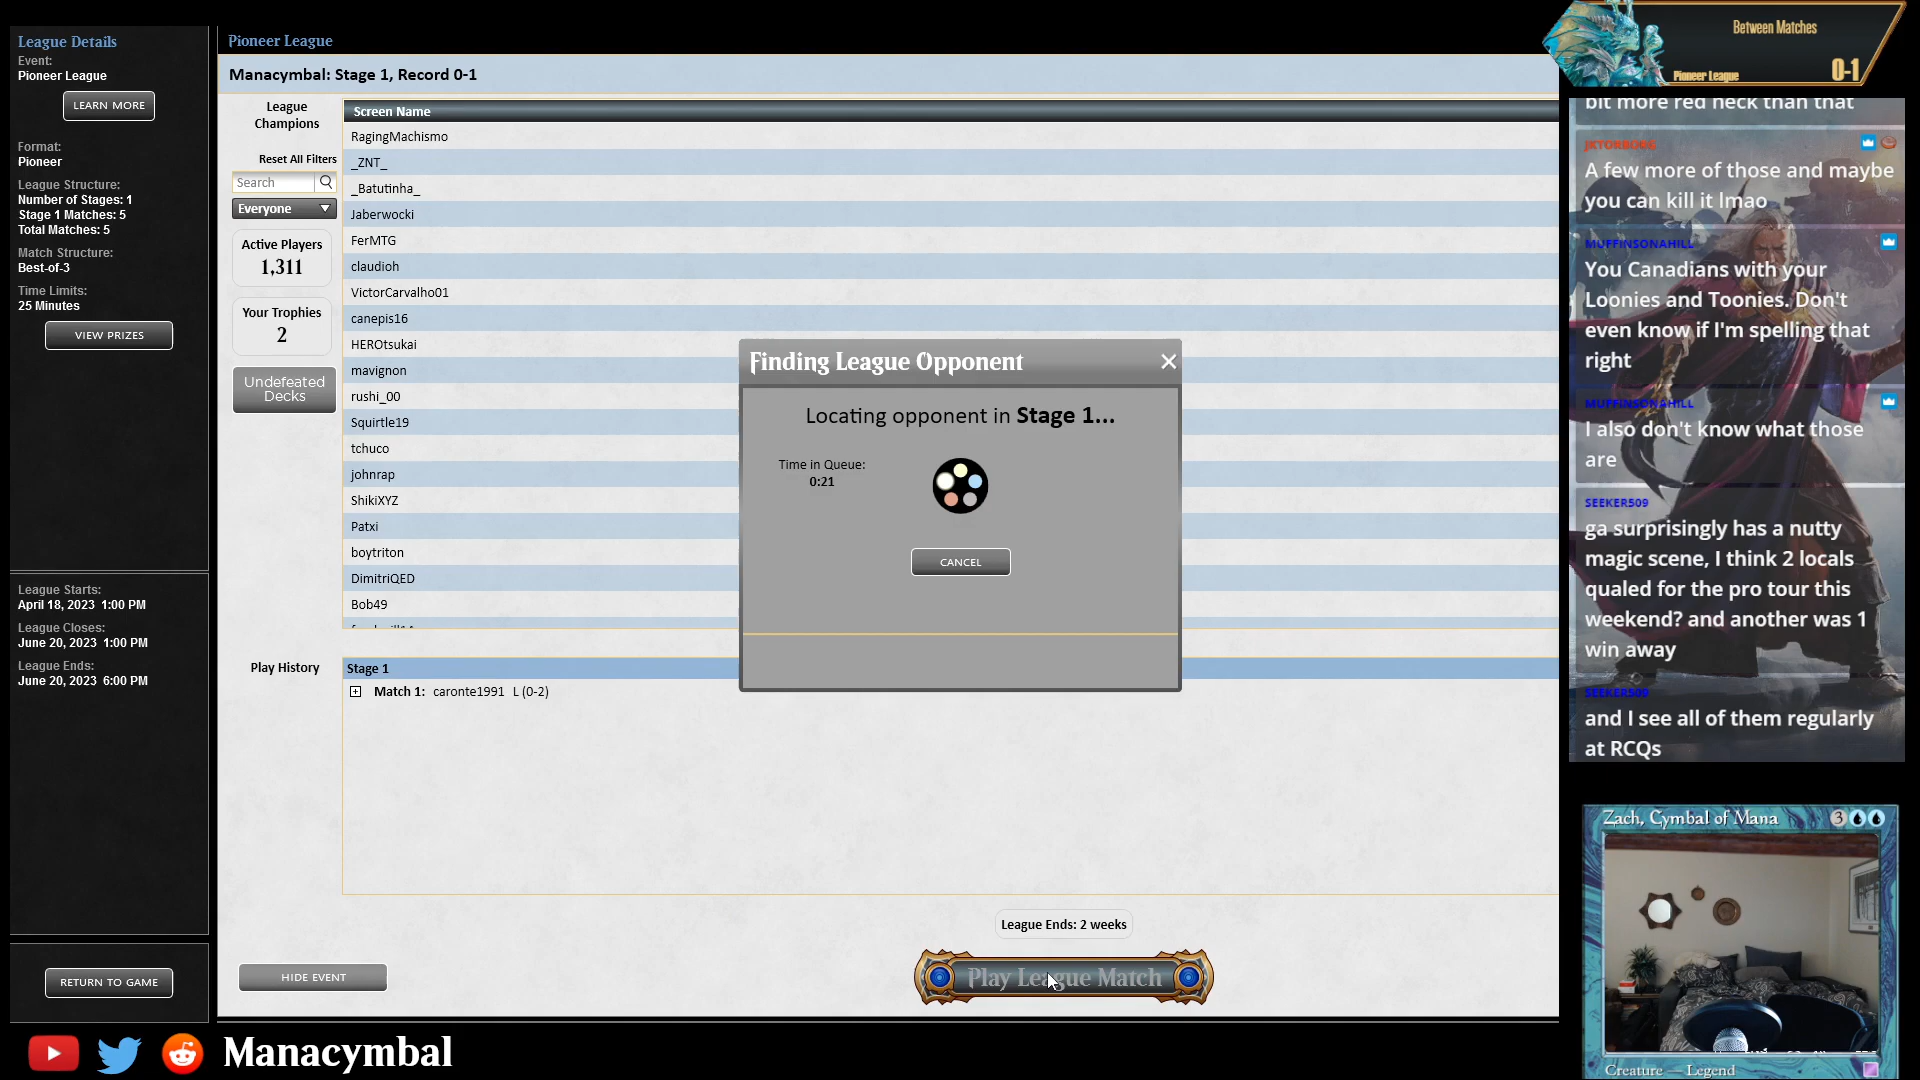 League Details
Event:
Pioneer League
LEARN MORE
Format:
Pioneer
League Structure:
Number of Stages: 1
Stage 1 Matches: 5
Total Matches: 5
Match Structure:
Best-of-3
Time Limits:
25 Minutes
VIEW PRIZES
League Starts:
April 18, 2023 1:00 PM
League Closes:
June 20, 2023 1:00 PM
League Ends:
June 20, 2023 6:00 PM
RETURN TO GAME
Pioneer League
Manacymbal: Stage 1, Record 0-1
League
Champions
Reset All Filters
Search
Everyone
Active Players
1,311
Your Trophies
2
Undefeated
Decks
Screen Name
RagingMachismo
_ZNT_
_Batutinha_
Jaberwocki
FerMTG
claudioh
VictorCarvalho01
canepis16
HEROtsukai
mavignon
rushi_00
Squirtle19
tchuco
johnrap
ShikiXYZ
Patxi
boytriton
DimitriQED
Bob49
Finding League Opponent
Locating opponent in Stage 1...
Time in Queue:
0:21
CANCEL
Play History
Stage 1
Match 1: caronte1991 L (0-2)
League Ends: 2 weeks
HIDE EVENT
Play League Match
Manacymbal
Between Matches
Pioneer League
0-1
bit more red neck than that
A few more of those and maybe
you can kill it lmao
MUFFINSONAHILL
You Canadians with your
Loonies and Toonies. Don't
even know if I'm spelling that
right
MUFFINSONAHILL
I also don't know what those
are
SEEKER509
ga surprisingly has a nutty
magic scene, I think 2 locals
qualed for the pro tour this
weekend? and another was 1
win away
SEEKER509
and I see all of them regularly
at RCQs
Zach, Cymbal of Mana 3
Creature — Legend